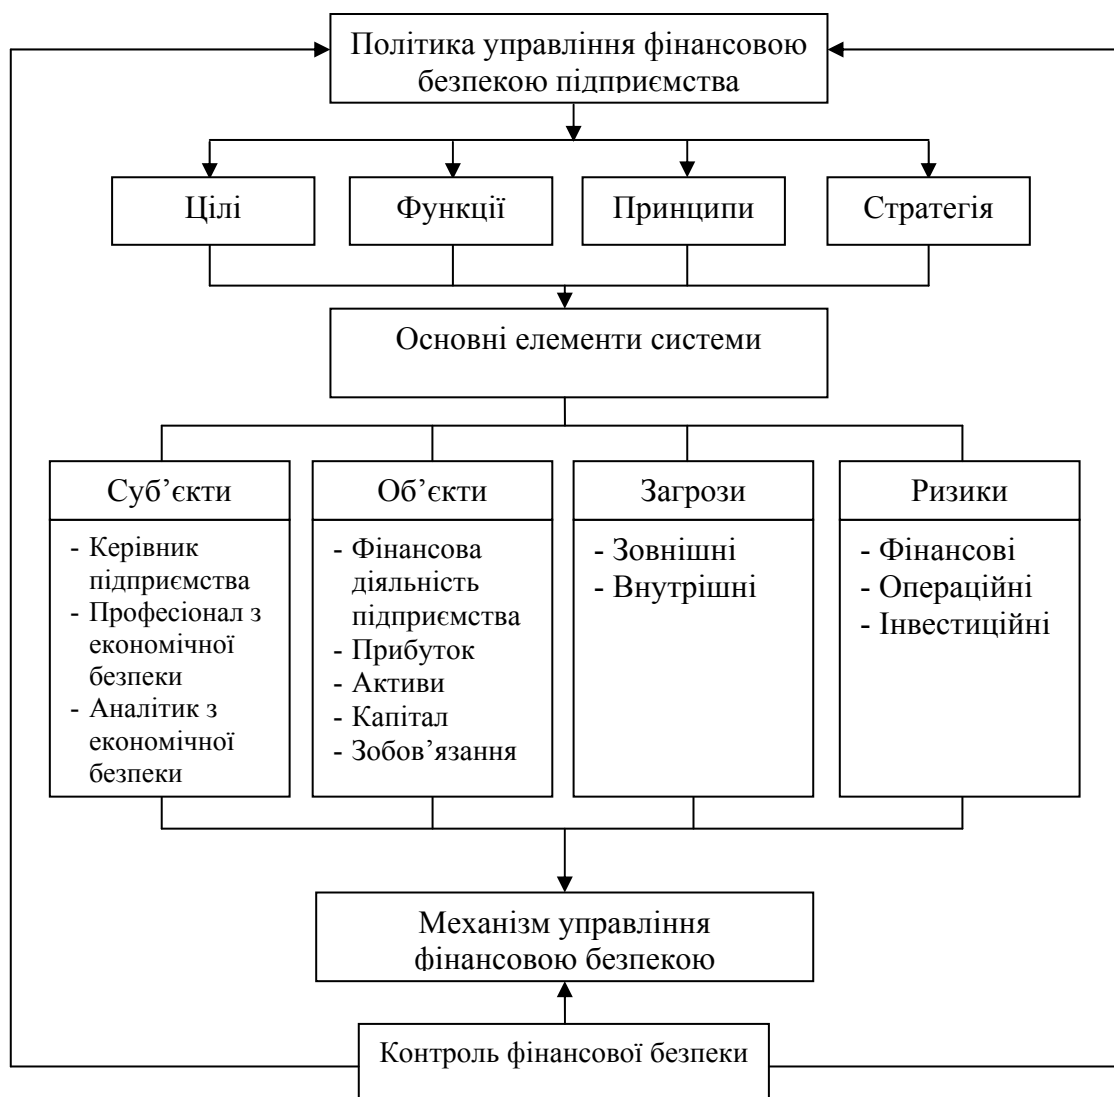 Політика управління фінансовою
безпекою підприємства
Цілі
Функції
Принципи
Стратегія
Основні елементи системи
Суб’єкти
- Керівник
підприємства
- Професіонал з
економічної
безпеки
- Аналітик з
економічної
безпеки
Об’єкти
- Фінансова
діяльність
підприємства
- Прибуток
- Активи
- Капітал
- Зобов’язання
Загрози
- Зовнішні
- Внутрішні
Ризики
- Фінансові
- Операційні
- Інвестиційні
Механізм управління
фінансовою безпекою
Контроль фінансової безпеки